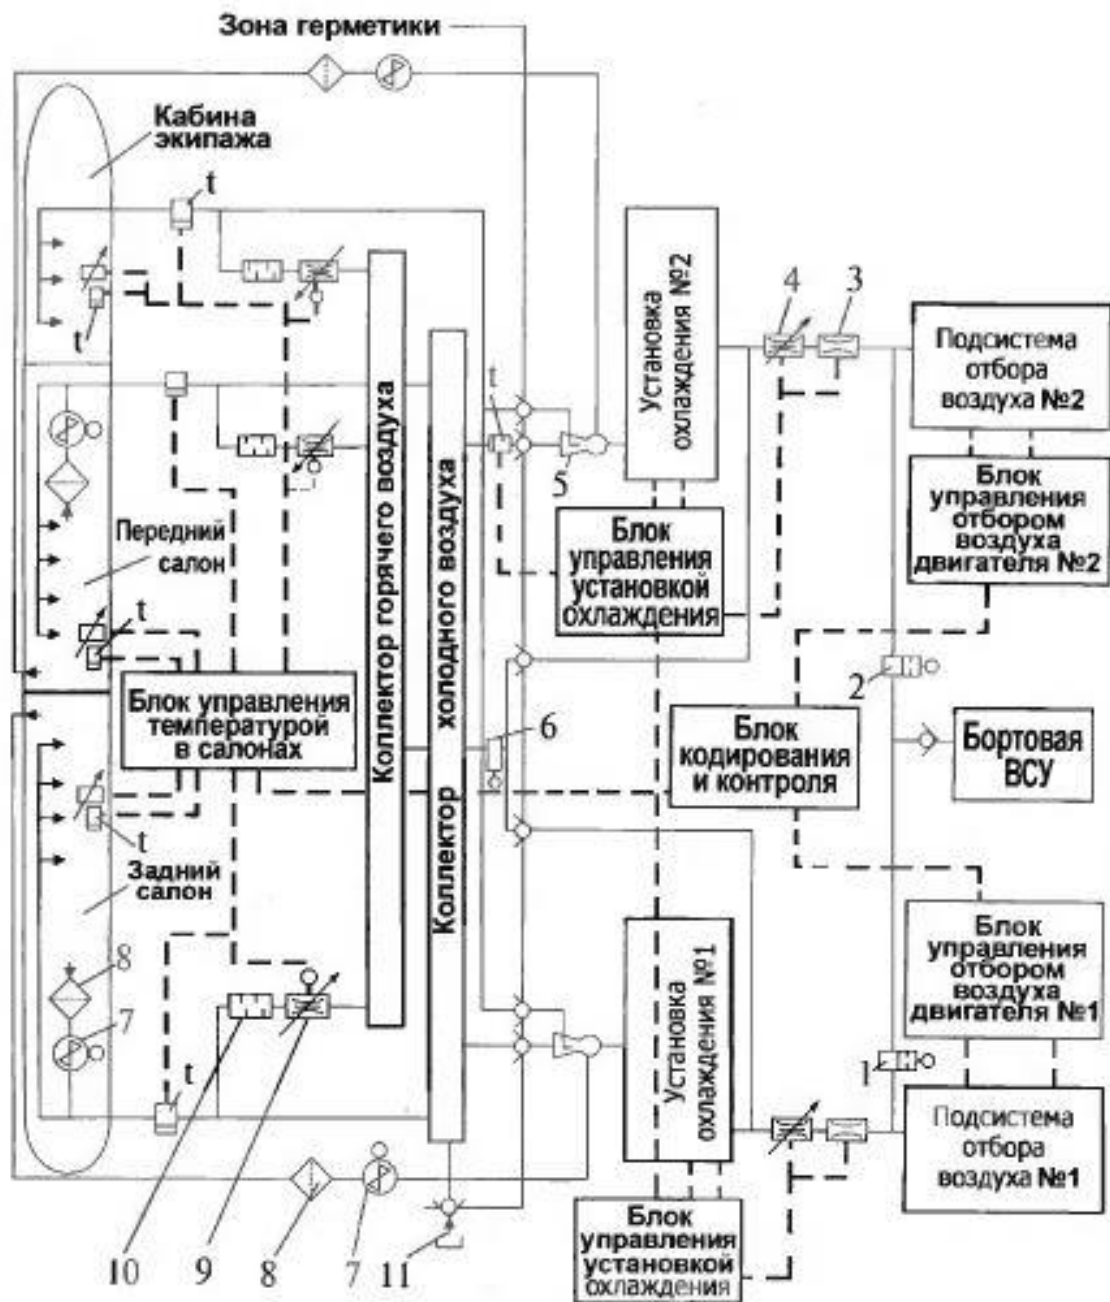 Зона герметики
Кабина
экипажа
t
t
Установка
охлаждения №2
4
3
Подсистема
отбора
воздуха №2
Коллектор горячего воздуха
Коллектор холодного воздуха
t
5
Блок
управления
установкой
охлаждения
Блок
управления
отбором
воздуха
двигателя №2
Передний
салон
t
2
Блок управления
температурой
в салонах
6
Блок
кодирования
и контроля
Бортовая
ВСУ
t
Задний
салон
8
7
Установка
охлаждения №1
Блок
управления
отбором
воздуха
двигателя №1
1
t
Подсистема
отбора
воздуха №1
Блок
управления
установкой
охлаждения
10
9
8
7
11